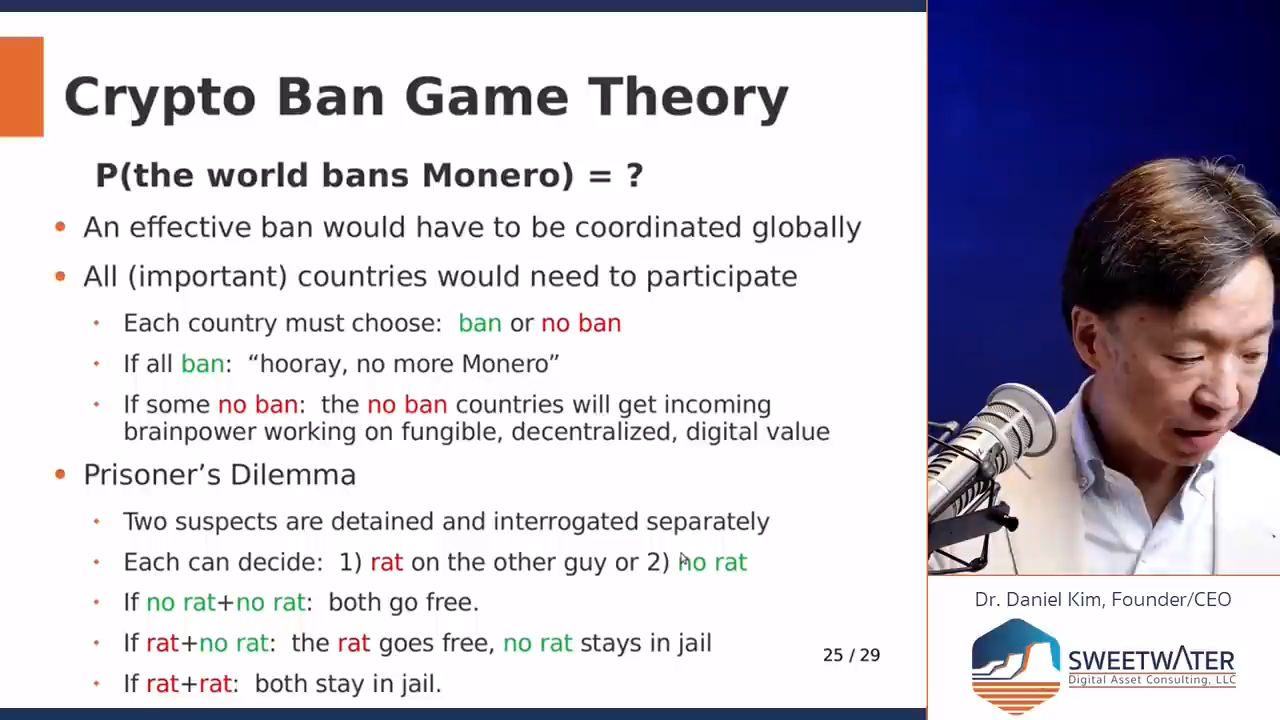 Crypto Ban Game Theory
P(the world bans Monero) = ?
• An effective ban would have to be coordinated globally
• All (important) countries would need to participate
• Each country must choose: ban or no ban
• If all ban: “hooray, no more Monero”
• If some no ban: the no ban countries will get incoming
brainpower working on fungible, decentralized, digital value
• Prisoner’s Dilemma
• Two suspects are detained and interrogated separately
• Each can decide: 1) rat on the other guy or 2) no rat
• If no rat+no rat: both go free.
• If rat+no rat: the rat goes free, no rat stays in jail
• If rat+rat: both stay in jail.
25 / 29
Dr. Daniel Kim, Founder/CEO
SWEETWATER
Digital Asset Consulting, LLC